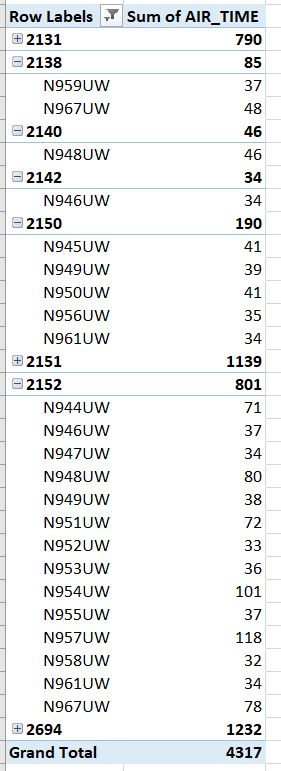 Row Labels Sum of AIR_TIME
2131 790
2138 85
N959UW 37
N967UW 48
2140 46
N948UW 46
2142 34
N946UW 34
2150 190
N945UW 41
N949UW 39
N950UW 41
N956UW 35
N961UW 34
2151 1139
2152 801
N944UW 71
N946UW 37
N947UW 34
N948UW 80
N949UW 38
N951UW 72
N952UW 33
N953UW 36
N954UW 101
N955UW 37
N957UW 118
N958UW 32
N961UW 34
N967UW 78
2694 1232
Grand Total 4317